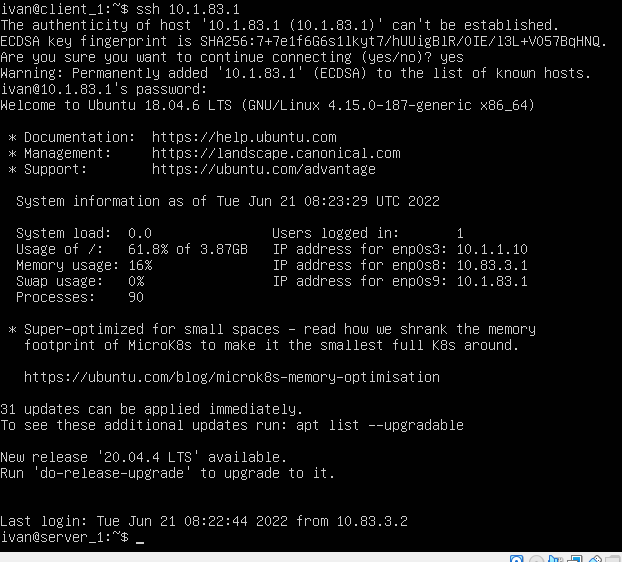 ivan@client_1:~$ ssh 10.1.83.1
The authenticity of host '10.1.83.1 (10.1.83.1)' can't be established.
ECDSA key fingerprint is SHA256:7+7e1f6G6s1lkyt7/hUUigBlR/OIE/l3L+VO57BqHNQ.
Are you sure you want to continue connecting (yes/no)? yes
Warning: Permanently added '10.1.83.1' (ECDSA) to the list of known hosts.
ivan@10.1.83.1's password:
Welcome to Ubuntu 18.04.6 LTS (GNU/Linux 4.15.0-187-generic x86_64)
* Documentation:  https://help.ubuntu.com
* Management:     https://landscape.canonical.com
* Support:        https://ubuntu.com/advantage
System information as of Tue Jun 21 08:23:29 UTC 2022
System load:  0.0               Users logged in:       1
Usage of /:   61.8% of 3.87GB   IP address for enp0s3: 10.1.1.10
Memory usage: 16%               IP address for enp0s8: 10.83.3.1
Swap usage:   0%                IP address for enp0s9: 10.1.83.1
Processes:    90
* Super-optimized for small spaces - read how we shrank the memory
footprint of MicroK8s to make it the smallest full K8s around.
https://ubuntu.com/blog/microk8s-memory-optimisation
31 updates can be applied immediately.
To see these additional updates run: apt list --upgradable
New release '20.04.4 LTS' available.
Run 'do-release-upgrade' to upgrade to it.
Last login: Tue Jun 21 08:22:44 2022 from 10.83.3.2
ivan@server_1:~$ _